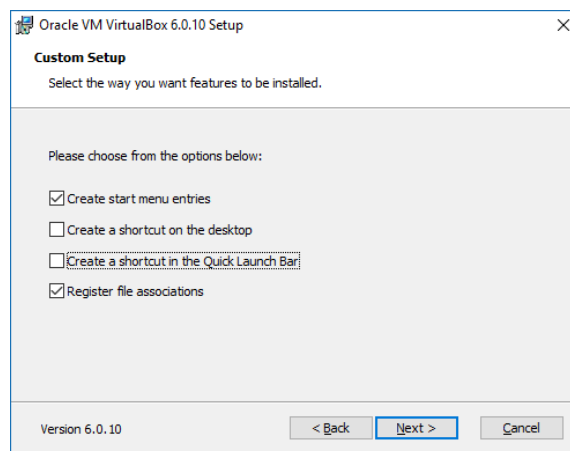 Oracle VM VirtualBox 6.0.10 Setup
Custom Setup
Select the way you want features to be installed.
Please choose from the options below:
Create start menu entries
Create a shortcut on the desktop
Create a shortcut in the Quick Launch Bar
Register file associations
Version 6.0.10
< Back
Next >
Cancel